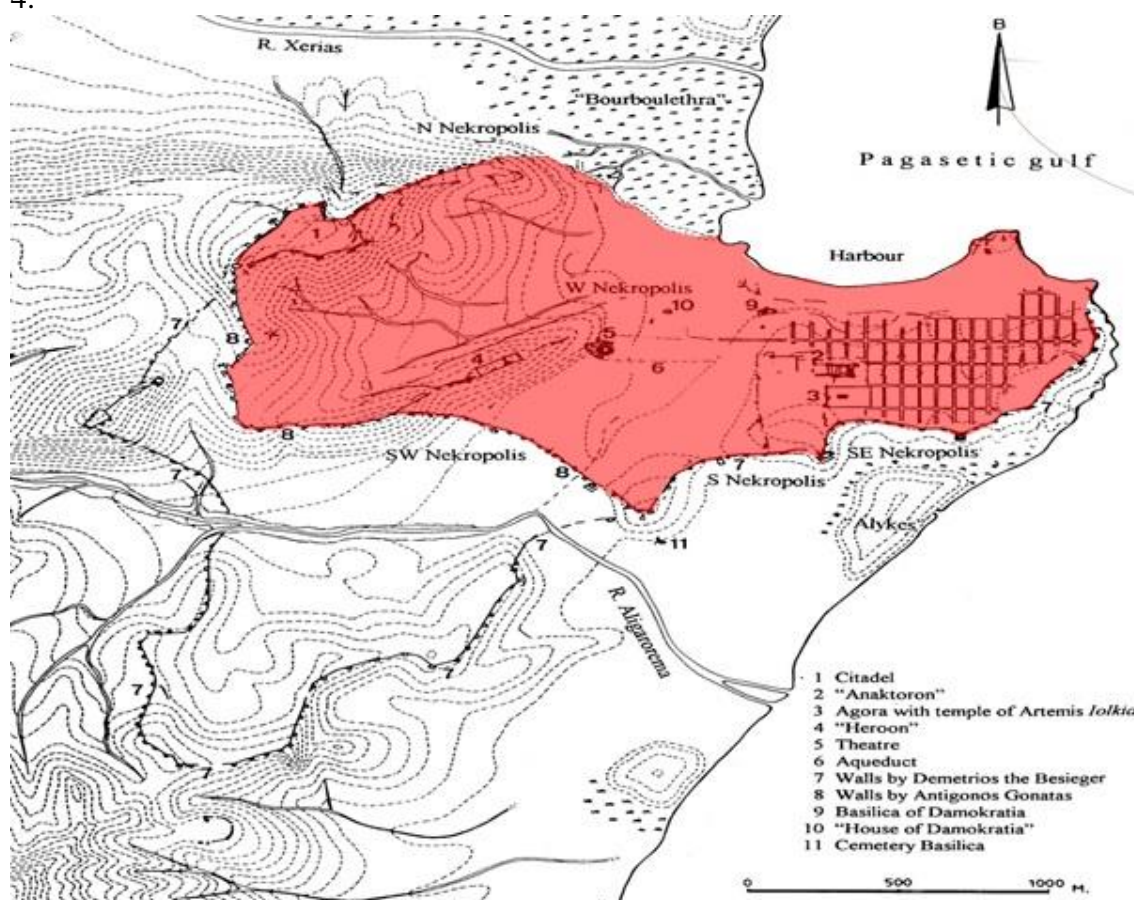 4.
B
R. Xerias
"Bourboulethra"
N Nekropolis
Pagasetic gulf
1
Harbour
W Nekropolis
10
9
7
8
5
2
4
6
3
7
8
SW Nekropolis
SE Nekropolis
8
7
S Nekropolis
7
Alykes
7
11
R. Aligarorema
7
7
7
1 Citadel
2 "Anaktoron"
3 Agora with temple of Artemis Iolkia
4 "Heroon"
5 Theatre
6 Aqueduct
7 Walls by Demetrios the Besieger
8 Walls by Antigonos Gonatas
9 Basilica of Damokratia
10 "House of Damokratia"
11 Cemetery Basilica
0 500 1000 M.